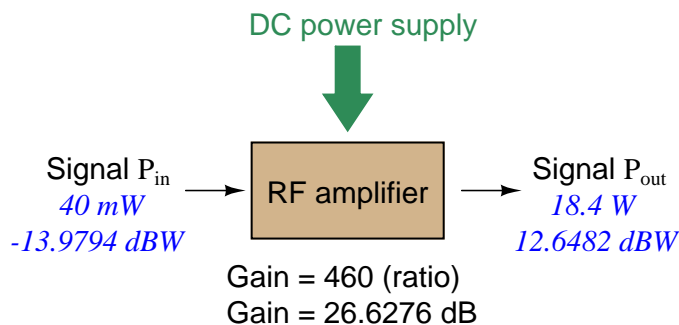 DC power supply
Signal Pin
40 mW
-13.9794 dBW
RF amplifier
Signal Pout
18.4 W
12.6482 dBW
Gain = 460 (ratio)
Gain = 26.6276 dB